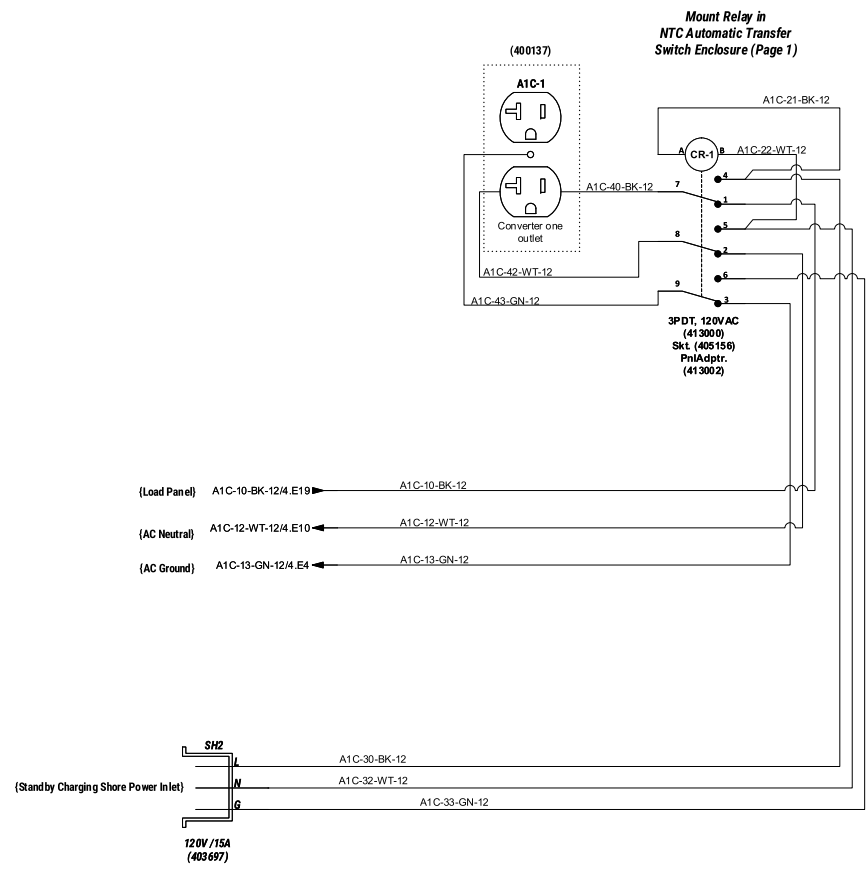 Mount Relay in
NTC Automatic Transfer
Switch Enclosure (Page 1)
(400137)
A1C-1
A1C-21-BK-12
A
CR-1
B
A1C-22-WT-12
4
7
A1C-40-BK-12
1
Converter one
outlet
5
8
2
A1C-42-WT-12
6
9
A1C-43-GN-12
3
3PDT, 120VAC
(413000)
Skt. (405156)
PnlAdptr.
(413002)
{Load Panel}
A1C-10-BK-12/4.E19
A1C-10-BK-12
{AC Neutral}
A1C-12-WT-12/4.E10
A1C-12-WT-12
{AC Ground}
A1C-13-GN-12/4.E4
A1C-13-GN-12
SH2
L
A1C-30-BK-12
{Standby Charging Shore Power Inlet}
N
A1C-32-WT-12
G
A1C-33-GN-12
120V /15A
(403697)